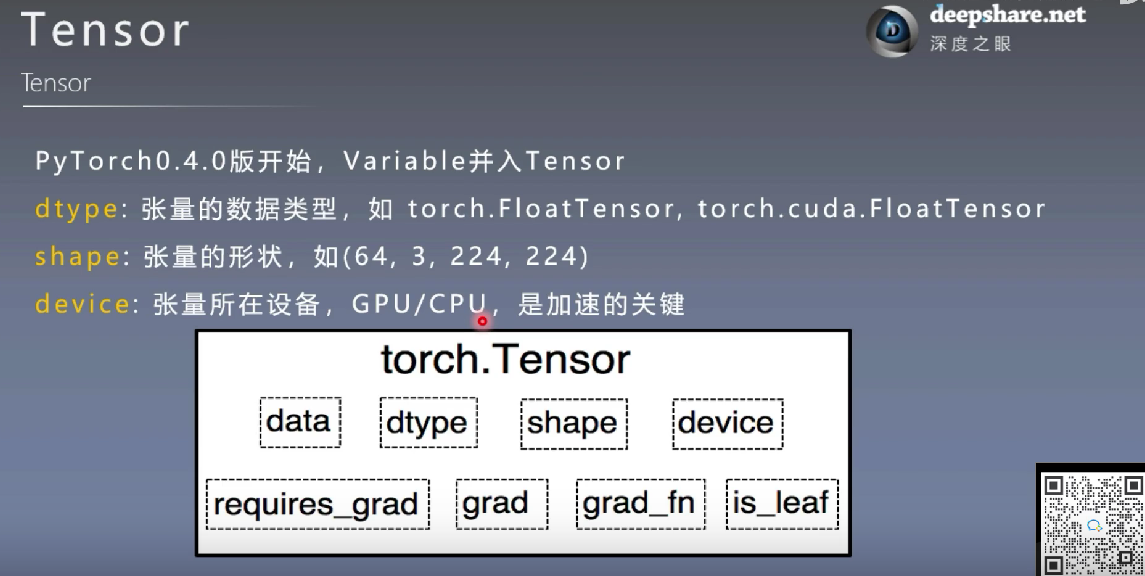 Tensor
deepshare.net
深度之眼
Tensor
PyTorch0.4.0版开始，Variable并入Tensor
dtype: 张量的数据类型，如 torch.FloatTensor, torch.cuda.FloatTensor
shape: 张量的形状，如(64, 3, 224, 224)
device: 张量所在设备，GPU/CPU，是加速的关键
torch.Tensor
data dtype shape device
requires_grad grad grad_fn is_leaf